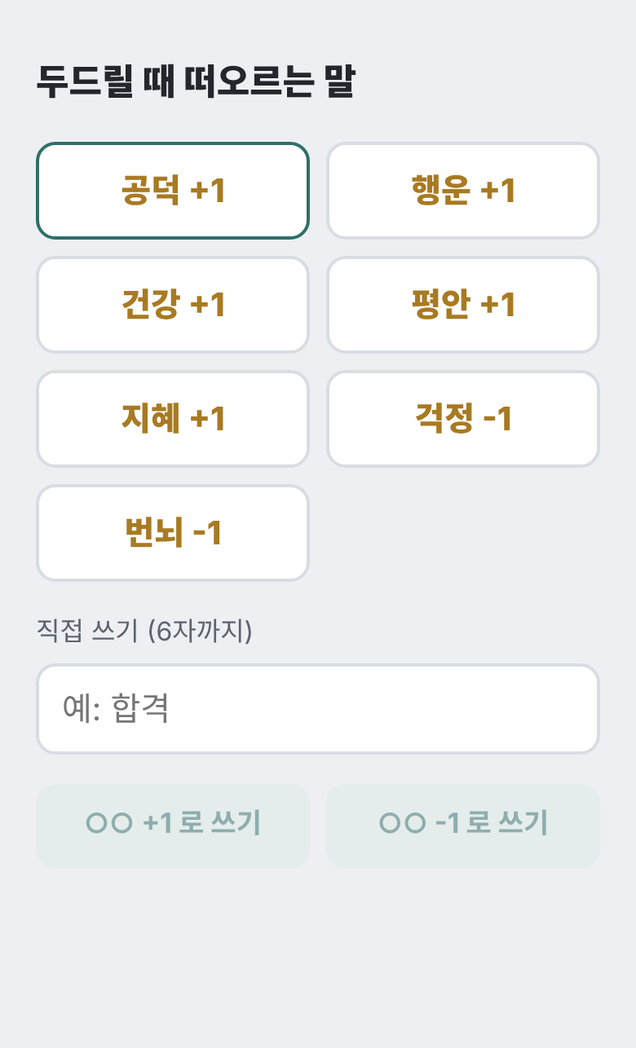 두드릴 때 떠오르는 말
공덕 +1
행운 +1
건강 +1
평안 +1
지혜 +1
걱정 -1
번뇌 -1
직접 쓰기 (6자까지)
예: 합격
○○ +1 로 쓰기
○○ -1 로 쓰기